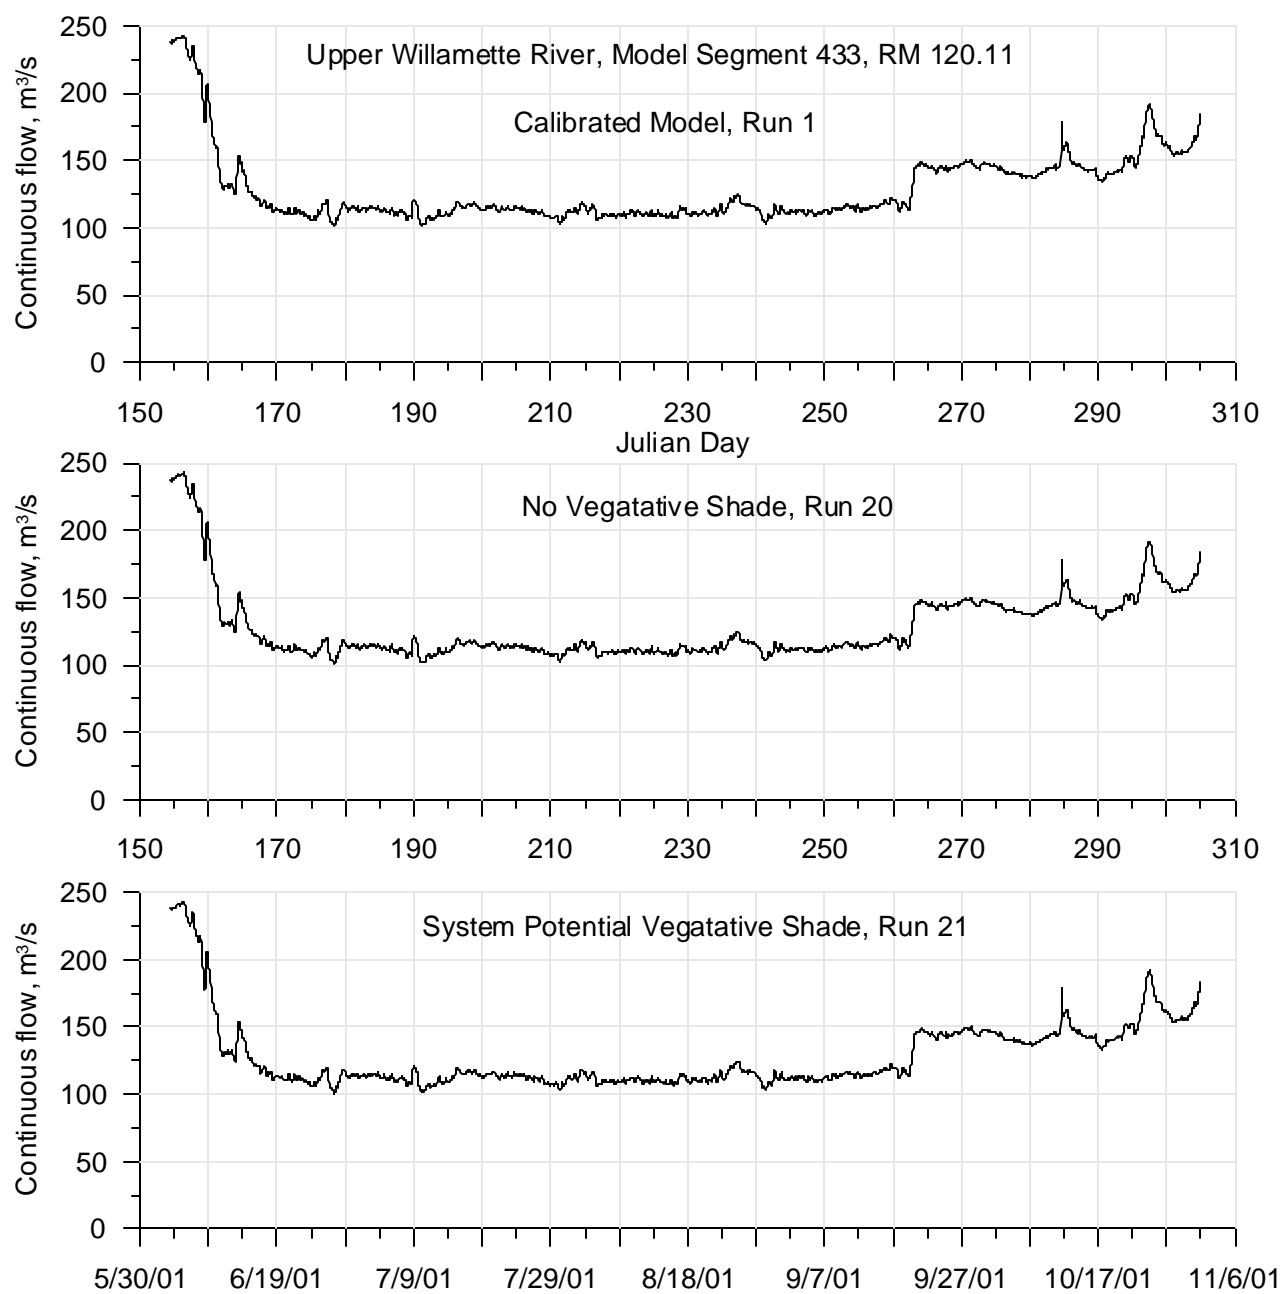 Upper Willamette River, Model Segment 433, RM 120.11
Calibrated Model, Run 1
Continuous flow, m³/s
250
200
150
100
50
0
150 170 190 210 230 250 270 290 310
Julian Day
No Vegatative Shade, Run 20
Continuous flow, m³/s
250
200
150
100
50
0
150 170 190 210 230 250 270 290 310
System Potential Vegatative Shade, Run 21
Continuous flow, m³/s
250
200
150
100
50
0
5/30/01 6/19/01 7/9/01 7/29/01 8/18/01 9/7/01 9/27/01 10/17/01 11/6/01